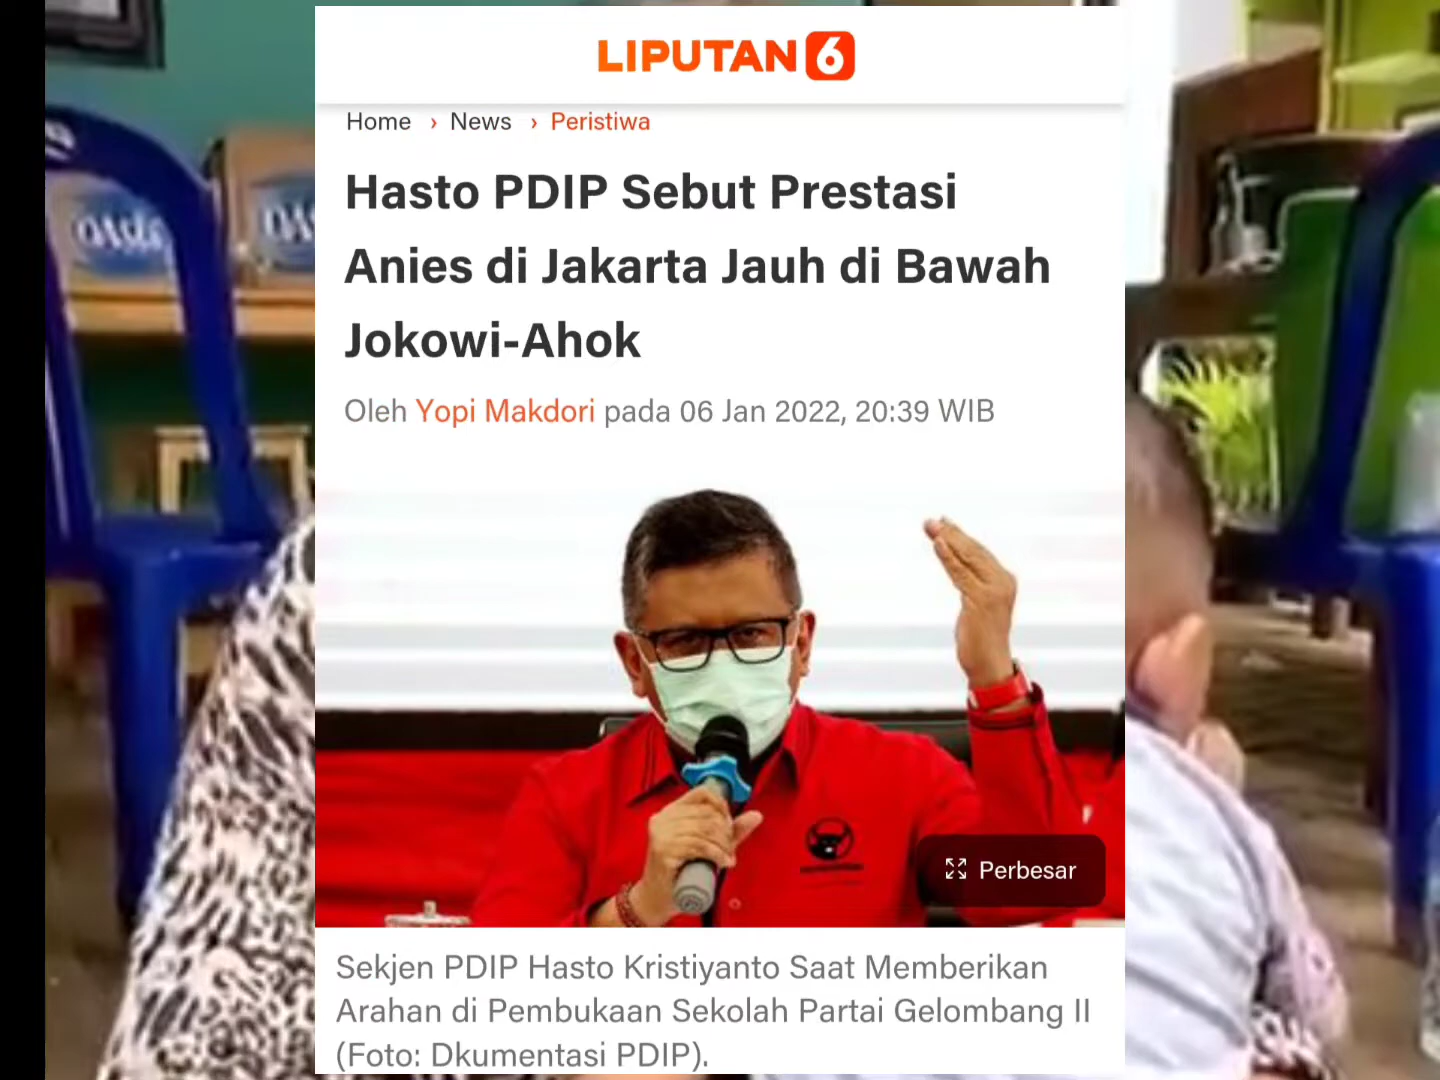 LIPUTAN6
Home › News › Peristiwa
Hasto PDIP Sebut Prestasi
Anies di Jakarta Jauh di Bawah
Jokowi-Ahok
Oleh Yopi Makdori pada 06 Jan 2022, 20:39 WIB
Perbesar
Sekjen PDIP Hasto Kristiyanto Saat Memberikan
Arahan di Pembukaan Sekolah Partai Gelombang II
(Foto: Dkumentasi PDIP).